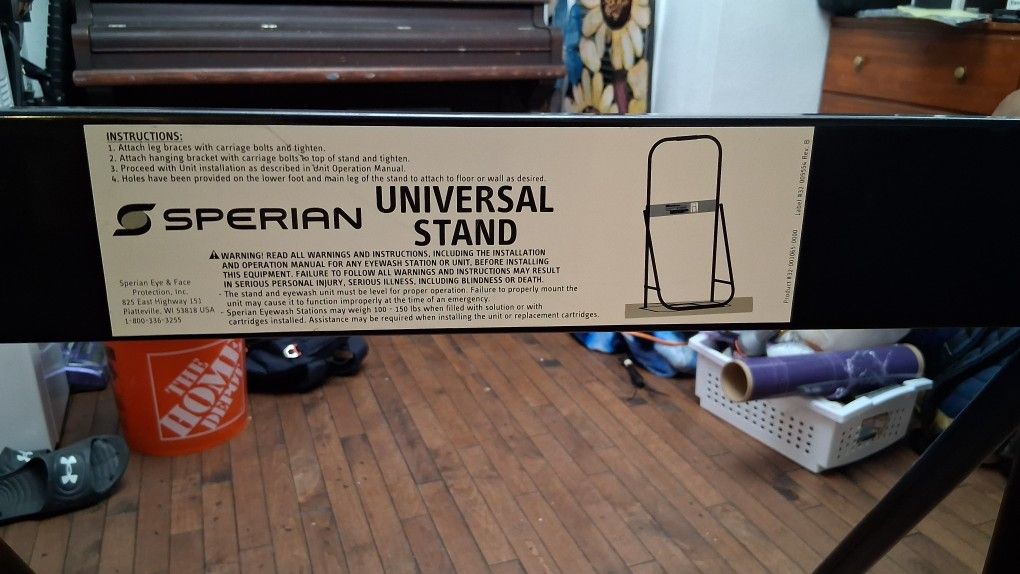 INSTRUCTIONS:
1. Attach leg braces with carriage bolts and tighten.
2. Attach hanging bracket with carriage bolts to top of stand and tighten.
3. Proceed with Unit installation as described in Unit Operation Manual.
4. Holes have been provided on the lower foot and main leg of the stand to attach to floor or wall as desired.
SPERIAN
UNIVERSAL
STAND
WARNING! READ ALL WARNINGS AND INSTRUCTIONS, INCLUDING THE INSTALLATION
AND OPERATION MANUAL FOR ANY EYEWASH STATION OR UNIT, BEFORE INSTALLING
THIS EQUIPMENT. FAILURE TO FOLLOW ALL WARNINGS AND INSTRUCTIONS MAY RESULT
IN SERIOUS PERSONAL INJURY, SERIOUS ILLNESS, INCLUDING BLINDNESS OR DEATH.
- The stand and eyewash unit must be level for proper operation. Failure to properly mount the
unit may cause it to function improperly at the time of an emergency.
- Sperian Eyewash Stations may weigh 100 - 150 lbs when filled with solution or with
cartridges installed. Assistance may be required when installing the unit or replacement cartridges.
Sperian Eye & Face
Protection, Inc.
825 East Highway 151
Platteville, WI 53818 USA
1-800-336-3255
Product R32-001065-0000
Label R32-005554 Rev. B
THE
HOME
DEPOT